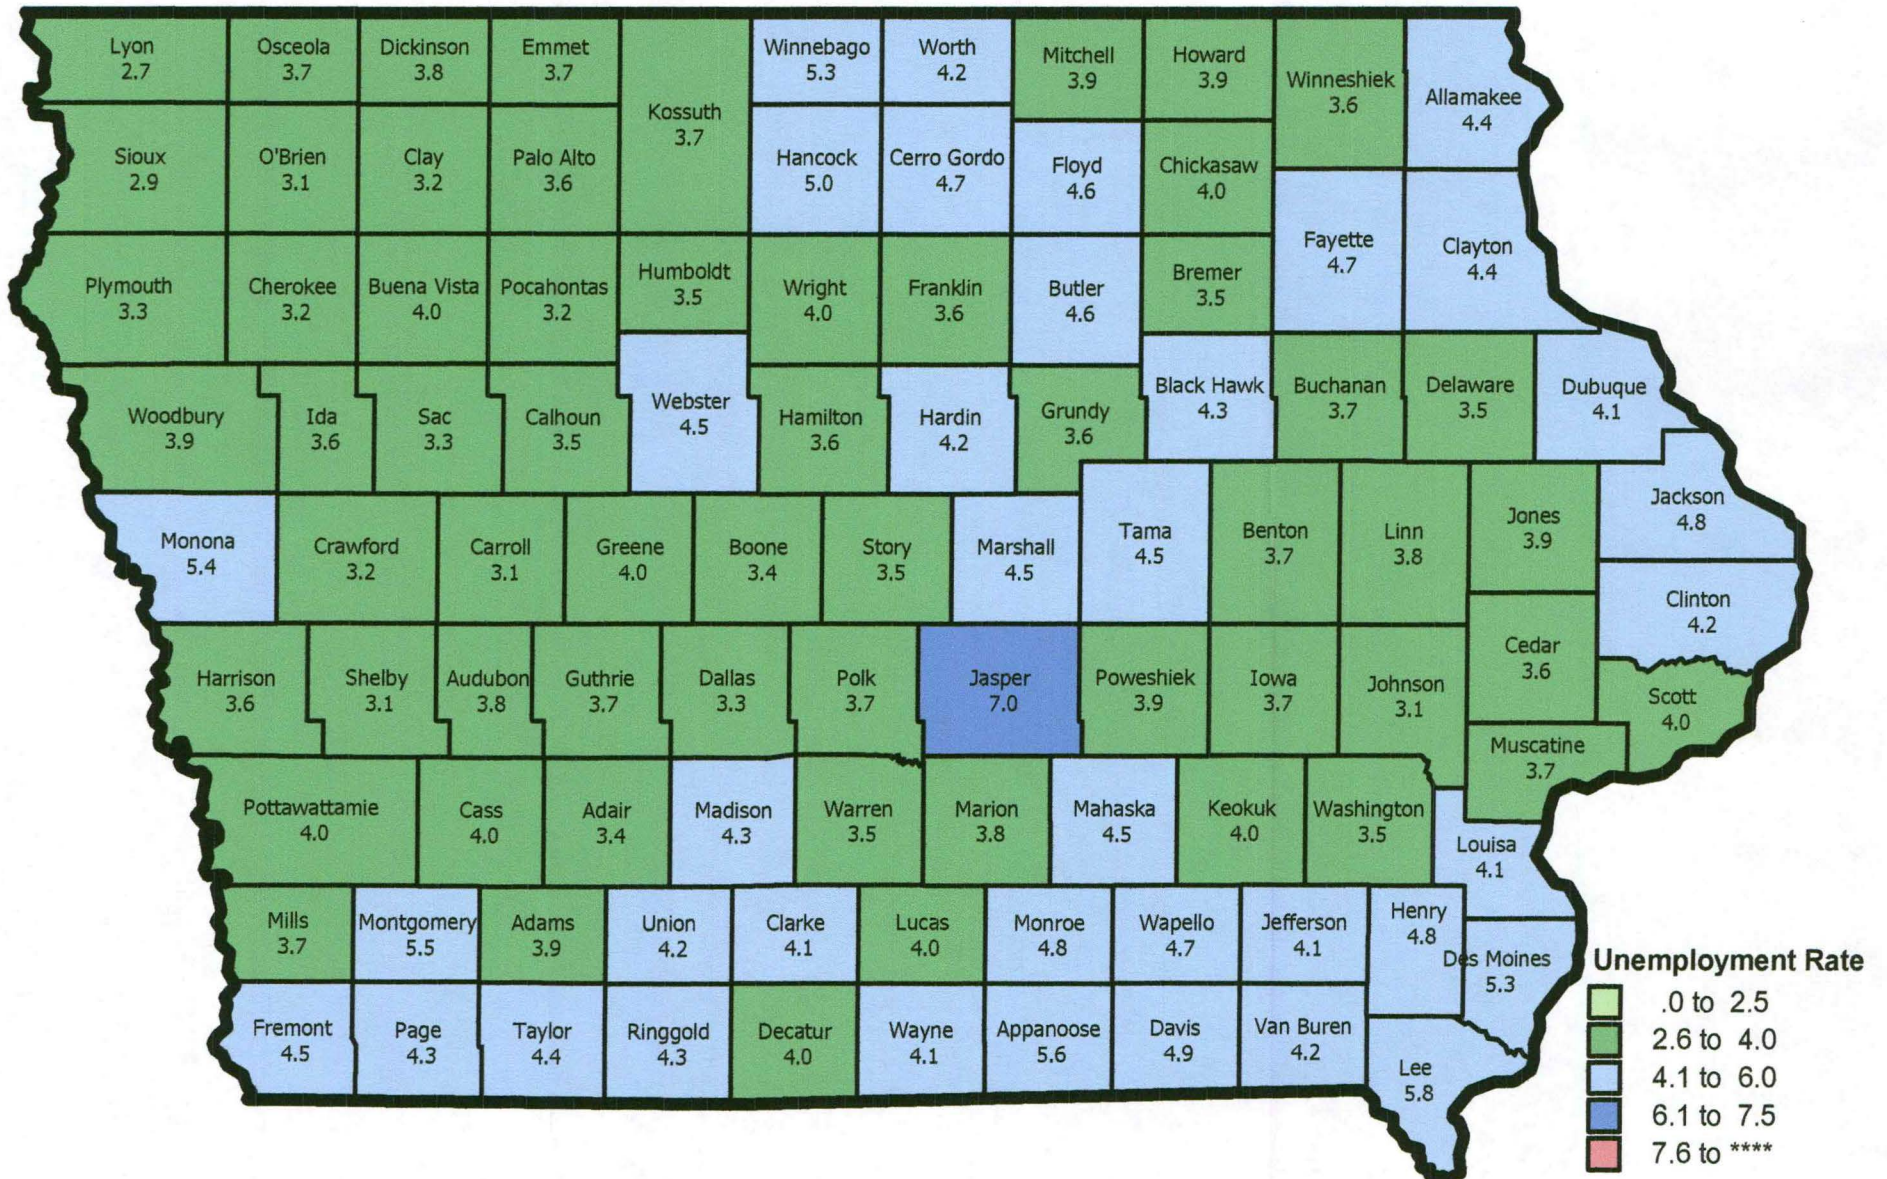 Lyon
2.7
Osceola
3.7
Dickinson
3.8
Emmet
3.7
Kossuth
3.7
Winnebago
5.3
Worth
4.2
Mitchell
3.9
Howard
3.9
Winneshiek
3.6
Allamakee
4.4
Sioux
2.9
O'Brien
3.1
Clay
3.2
Palo Alto
3.6
Hancock
5.0
Cerro Gordo
4.7
Floyd
4.6
Chickasaw
4.0
Fayette
4.7
Clayton
4.4
Plymouth
3.3
Cherokee
3.2
Buena Vista
4.0
Pocahontas
3.2
Humboldt
3.5
Wright
4.0
Franklin
3.6
Butler
4.6
Bremer
3.5
Woodbury
3.9
Ida
3.6
Sac
3.3
Calhoun
3.5
Webster
4.5
Hamilton
3.6
Hardin
4.2
Grundy
3.6
Black Hawk
4.3
Buchanan
3.7
Delaware
3.5
Dubuque
4.1
Monona
5.4
Crawford
3.2
Carroll
3.1
Greene
4.0
Boone
3.4
Story
3.5
Marshall
4.5
Tama
4.5
Benton
3.7
Linn
3.8
Jones
3.9
Jackson
4.8
Clinton
4.2
Harrison
3.6
Shelby
3.1
Audubon
3.8
Guthrie
3.7
Dallas
3.3
Polk
3.7
Jasper
7.0
Poweshiek
3.9
Iowa
3.7
Johnson
3.1
Cedar
3.6
Scott
4.0
Muscatine
3.7
Pottawattamie
4.0
Cass
4.0
Adair
3.4
Madison
4.3
Warren
3.5
Marion
3.8
Mahaska
4.5
Keokuk
4.0
Washington
3.5
Louisa
4.1
Mills
3.7
Montgomery
5.5
Adams
3.9
Union
4.2
Clarke
4.1
Lucas
4.0
Monroe
4.8
Wapello
4.7
Jefferson
4.1
Henry
4.8
Des Moines
5.3
Fremont
4.5
Page
4.3
Taylor
4.4
Ringgold
4.3
Decatur
4.0
Wayne
4.1
Appanoose
5.6
Davis
4.9
Van Buren
4.2
Lee
5.8
Unemployment Rate
.0 to 2.5
2.6 to 4.0
4.1 to 6.0
6.1 to 7.5
7.6 to ****